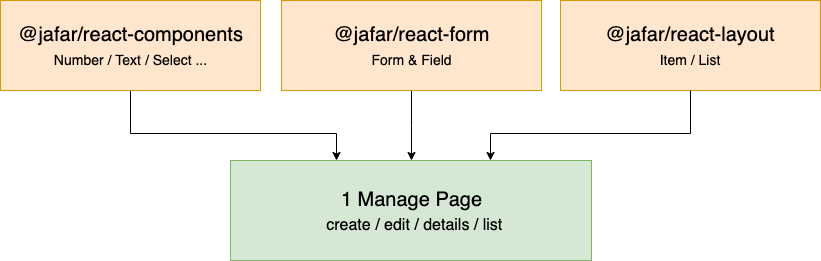 @jafar/react-components
Number / Text / Select ...
@jafar/react-form
Form & Field
@jafar/react-layout
Item / List
1 Manage Page
create / edit / details / list